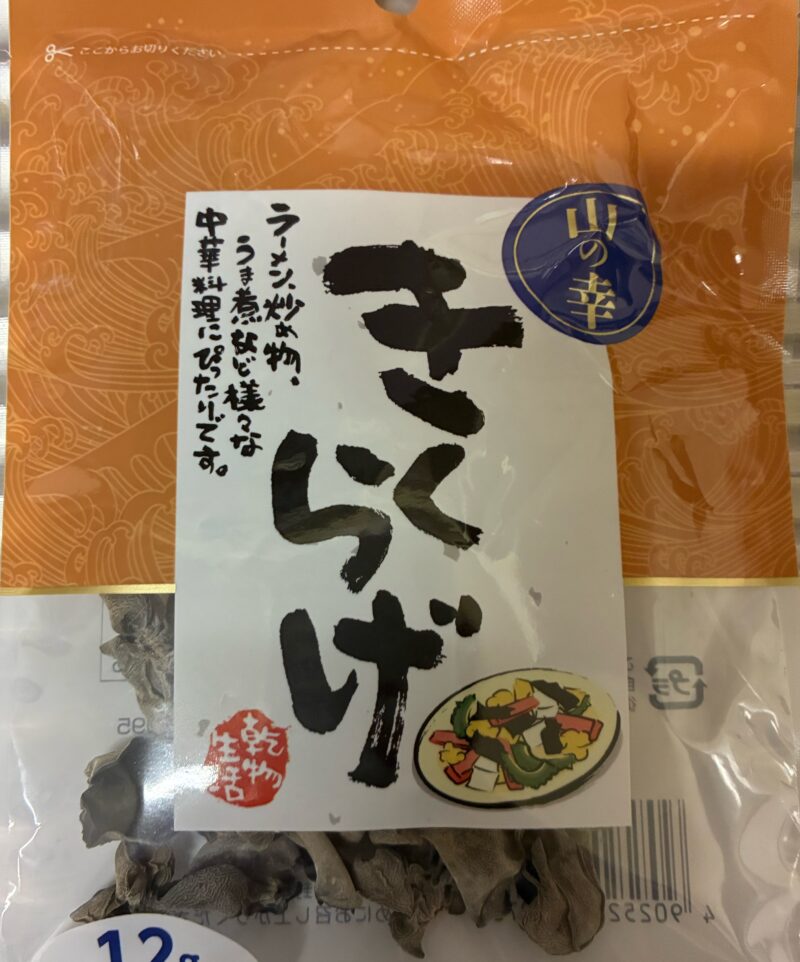 ここからお切りください。
山の幸
きくらげ
ラーメン、炒め物、
うま煮など様々な
中華料理にぴったりです。
乾物
生活
プラ
12g